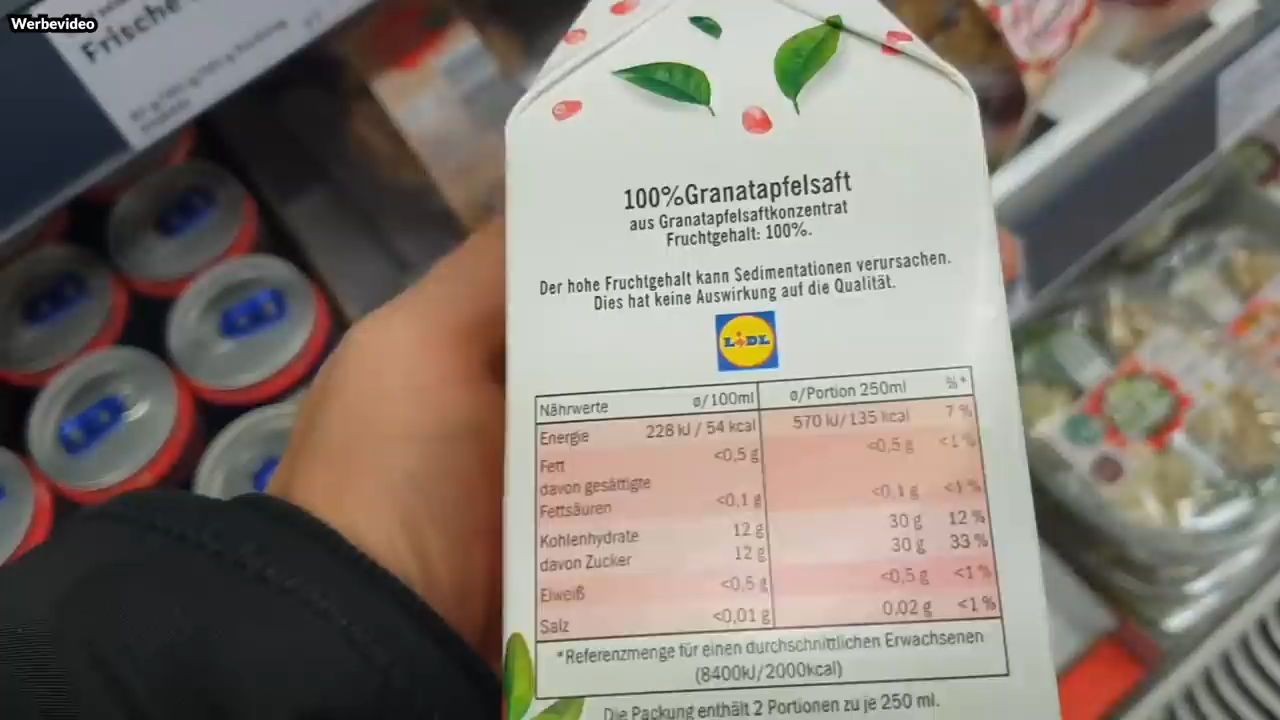 Werbevideo
Frische
100%Granatapfelsaft
aus Granatapfelsaftkonzentrat
Fruchtgehalt: 100%.
Der hohe Fruchtgehalt kann Sedimentationen verursachen.
Dies hat keine Auswirkung auf die Qualität.
LiDL
Nährwerte ø/100ml ø/Portion 250ml %*
Energie 228 kJ / 54 kcal 570 kJ/135 kcal 7 %
Fett <0,5 g <0,5 g <1 %
davon gesättigte
Fettsäuren <0,1 g <0,1 g <1 %
Kohlenhydrate 12 g 30 g 12 %
davon Zucker 12 g 30 g 33 %
Eiweiß <0,5 g <0,5 g <1 %
Salz <0,01 g 0,02 g <1 %
*Referenzmenge für einen durchschnittlichen Erwachsenen
(8400kJ/2000kcal)
Die Packung enthält 2 Portionen zu je 250 ml.